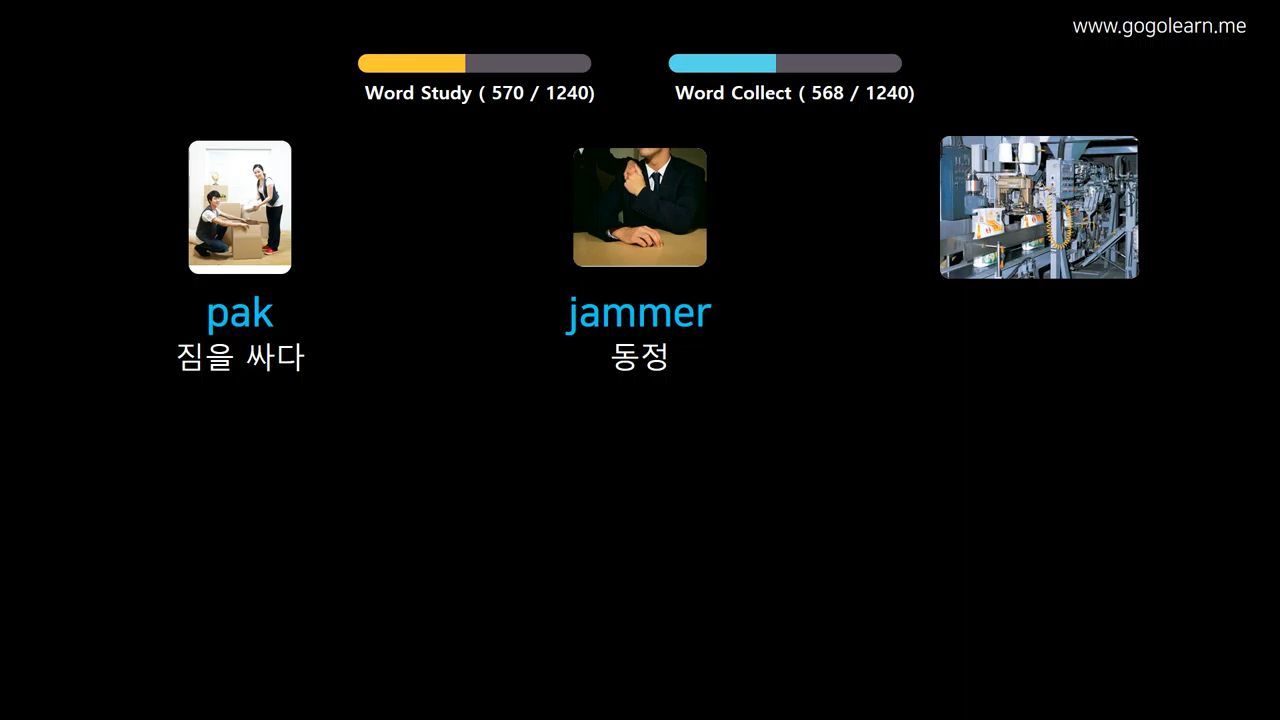 www.gogolearn.me
Word Study ( 570 / 1240)
Word Collect ( 568 / 1240)
pak
짐을 싸다
jammer
동정